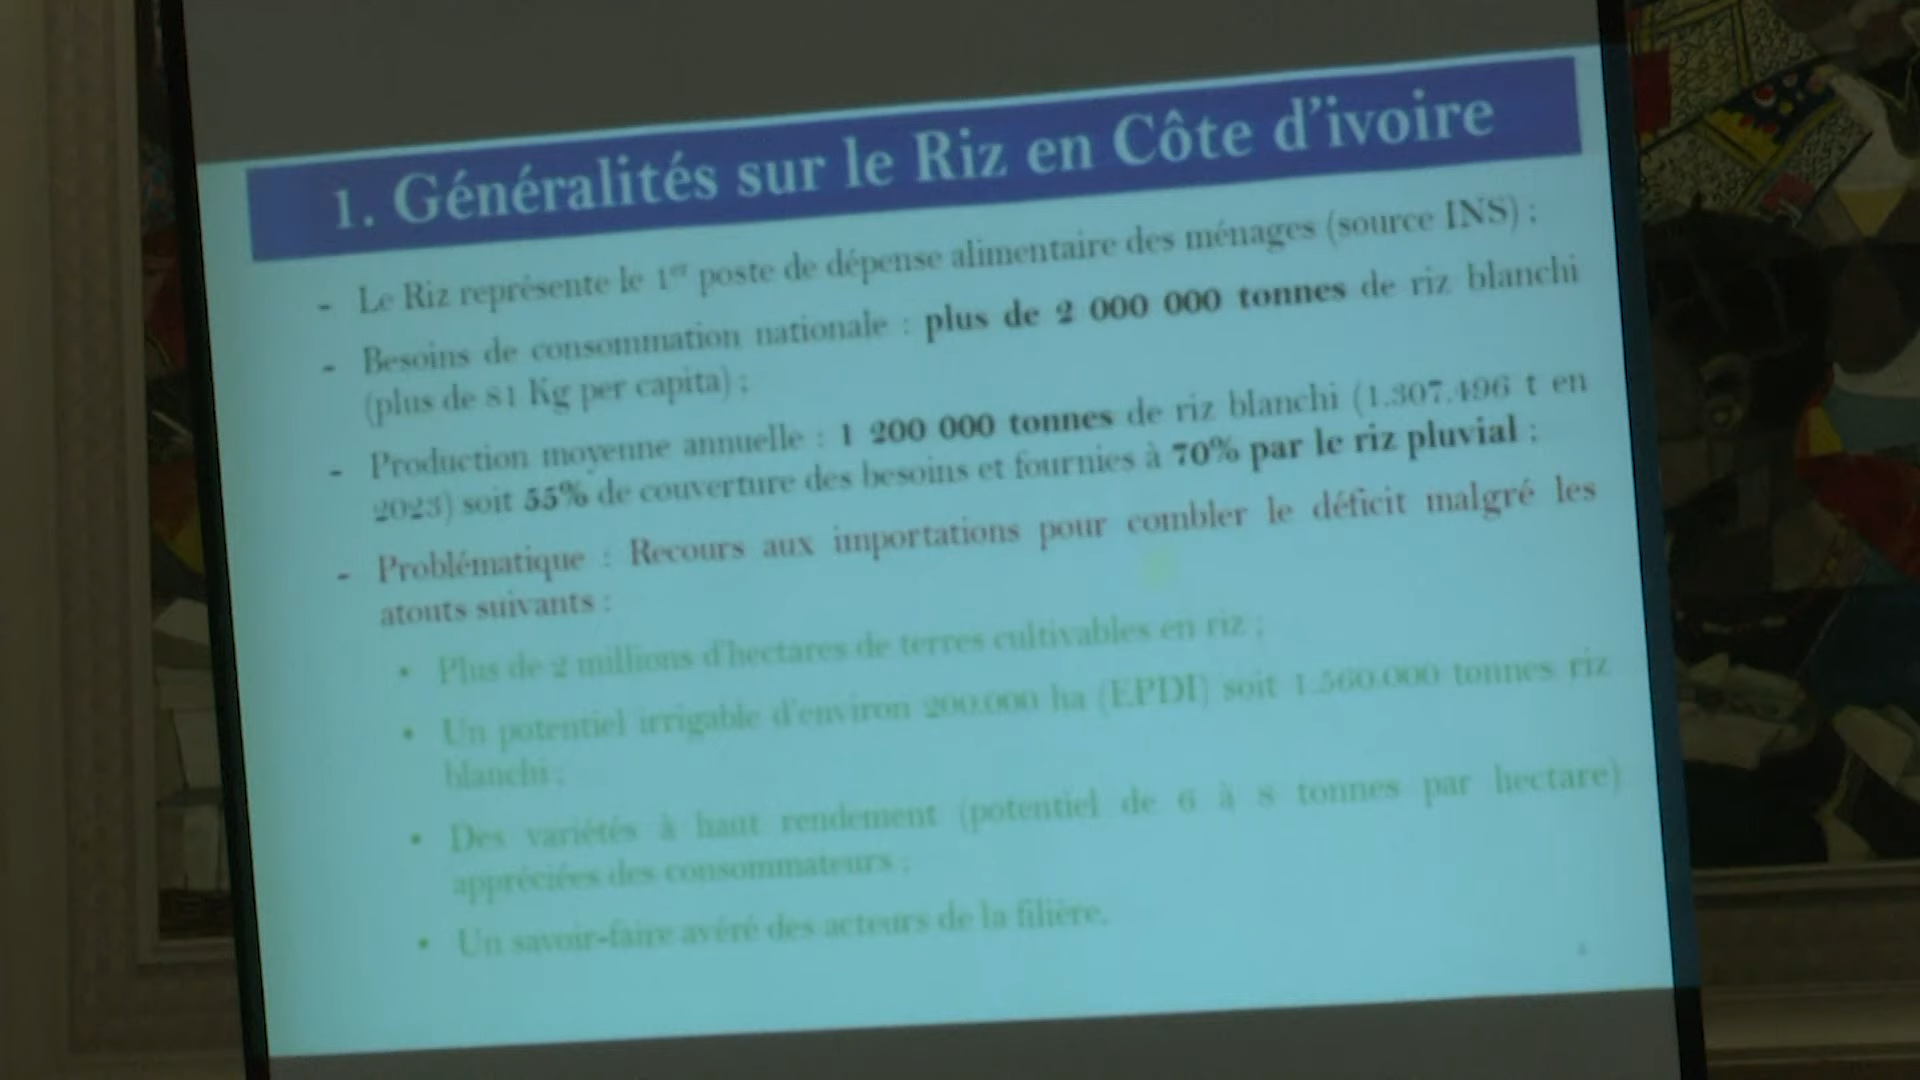 1. Généralités sur le Riz en Côte d'ivoire
- Le Riz représente le 1er poste de dépense alimentaire des ménages (source INS) ;
- Besoins de consommation nationale : plus de 2 000 000 tonnes de riz blanchi
(plus de 81 Kg per capita) ;
- Production moyenne annuelle : 1 200 000 tonnes de riz blanchi (1.307.496 t en
2023) soit 55% de couverture des besoins et fournies à 70% par le riz pluvial ;
- Problématique : Recours aux importations pour combler le déficit malgré les
atouts suivants :
• Plus de 2 millions d'hectares de terres cultivables en riz ;
• Un potentiel irrigable d'environ 200.000 ha (EPDI) soit 1.560.000 tonnes riz
blanchi ;
• Des variétés à haut rendement (potentiel de 6 à 8 tonnes par hectare)
appréciées des consommateurs ;
• Un savoir-faire avéré des acteurs de la filière.